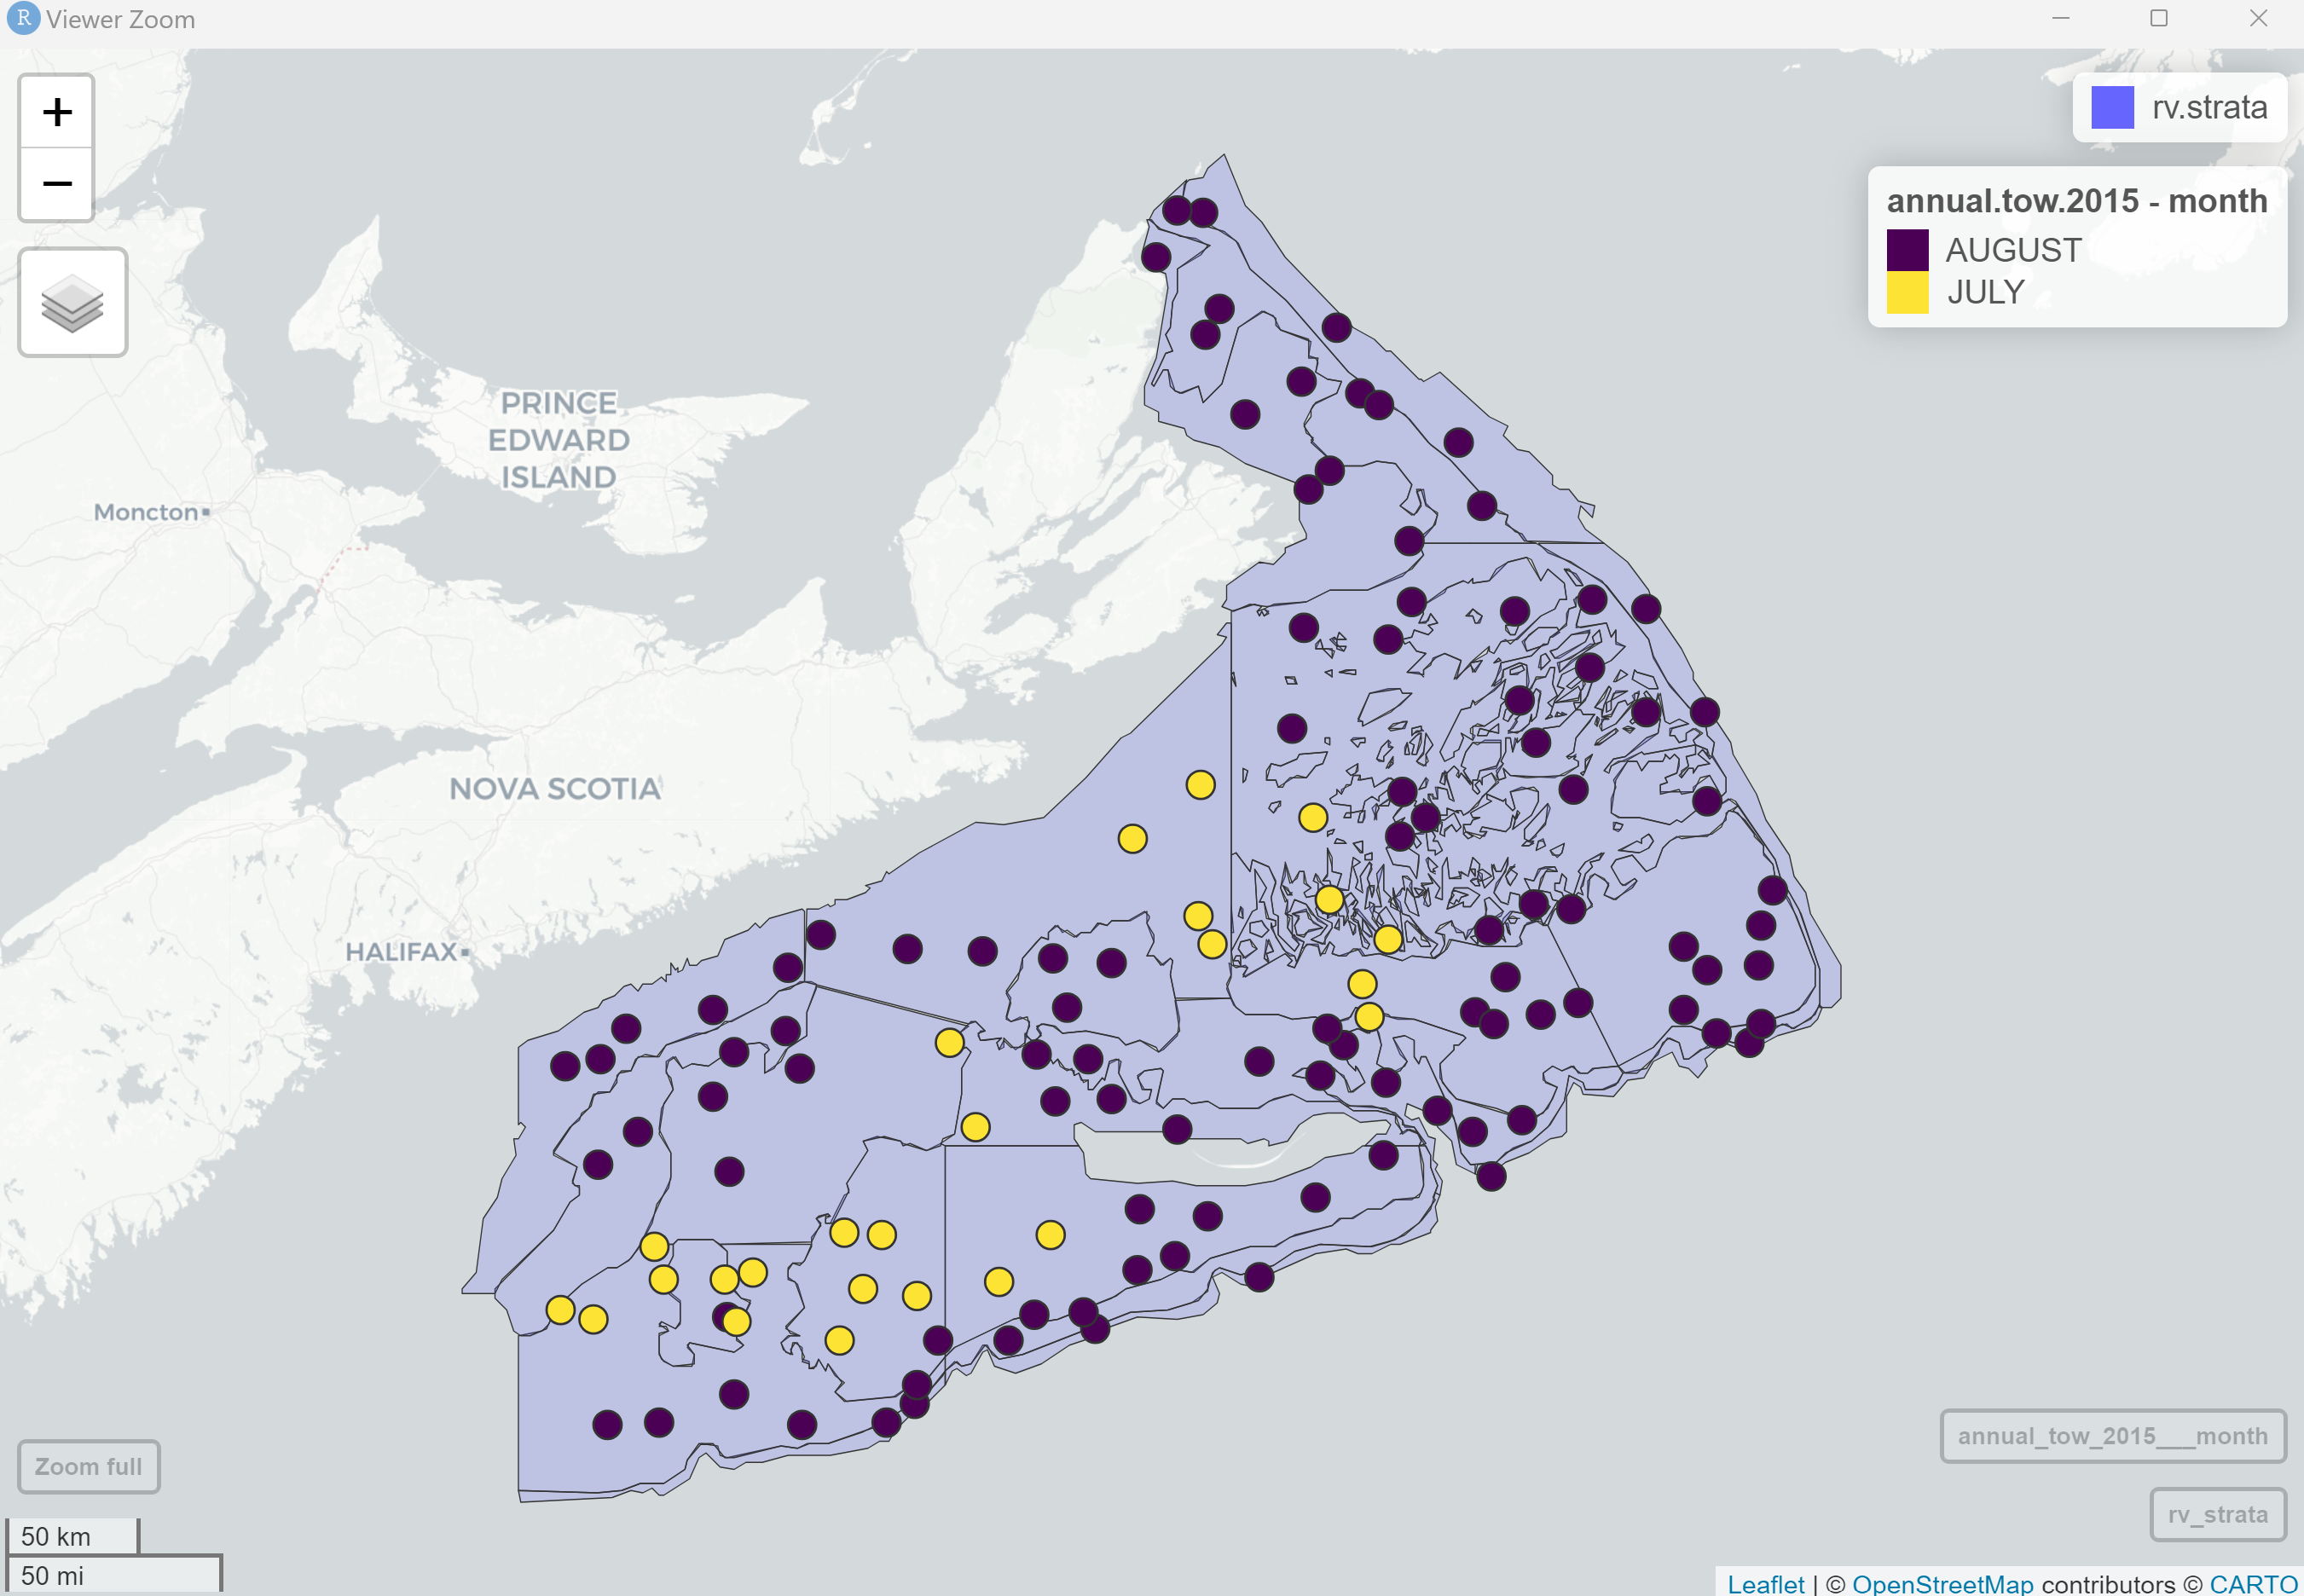 R Viewer Zoom
+
−
rv.strata
annual.tow.2015 - month
AUGUST
JULY
PRINCE
EDWARD
ISLAND
Moncton
NOVA SCOTIA
HALIFAX
annual_tow_2015___month
Zoom full
rv_strata
50 km
50 mi
Leaflet | © OpenStreetMap contributors © CARTO